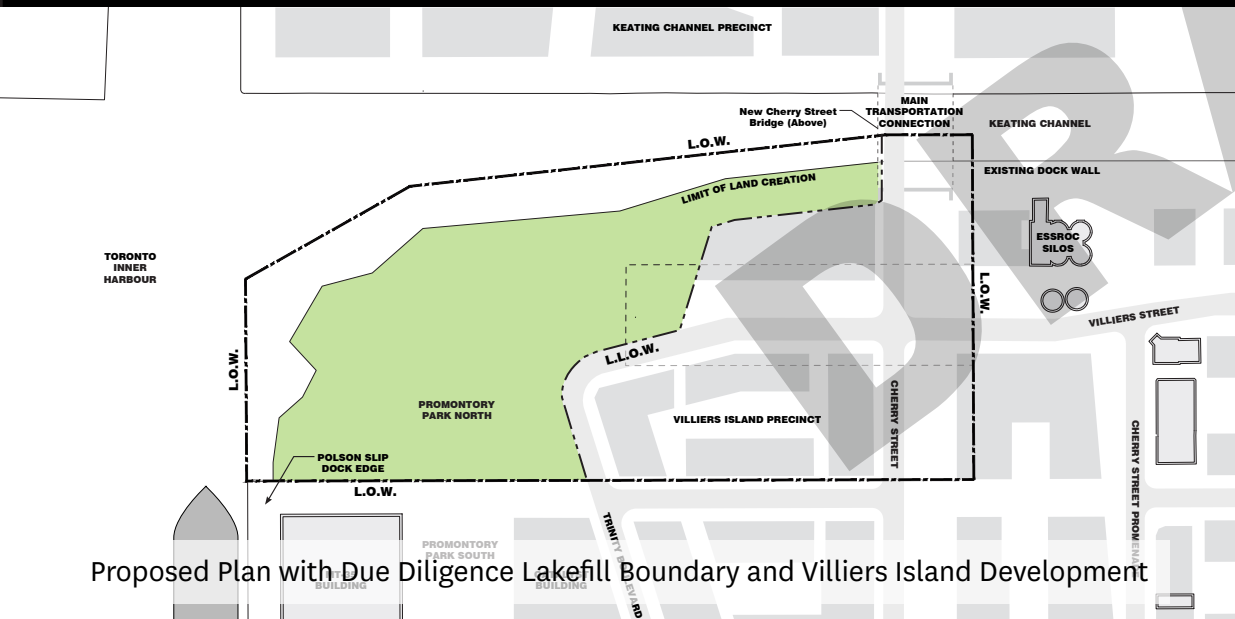 KEATING CHANNEL PRECINCT
MAIN
TRANSPORTATION
CONNECTION
New Cherry Street
Bridge (Above)
KEATING CHANNEL
L.O.W.
EXISTING DOCK WALL
LIMIT OF LAND CREATION
ESSROC
SILOS
TORONTO
INNER
HARBOUR
L.O.W.
VILLIERS STREET
L.L.O.W.
L.O.W.
PROMONTORY
PARK NORTH
VILLIERS ISLAND PRECINCT
CHERRY STREET
CHERRY STREET PROMENA
POLSON SLIP
DOCK EDGE
L.O.W.
TRINITY BOULEVARD
PROMONTORY
PARK SOUTH
BUILDING
BUILDING
Proposed Plan with Due Diligence Lakefill Boundary and Villiers Island Development